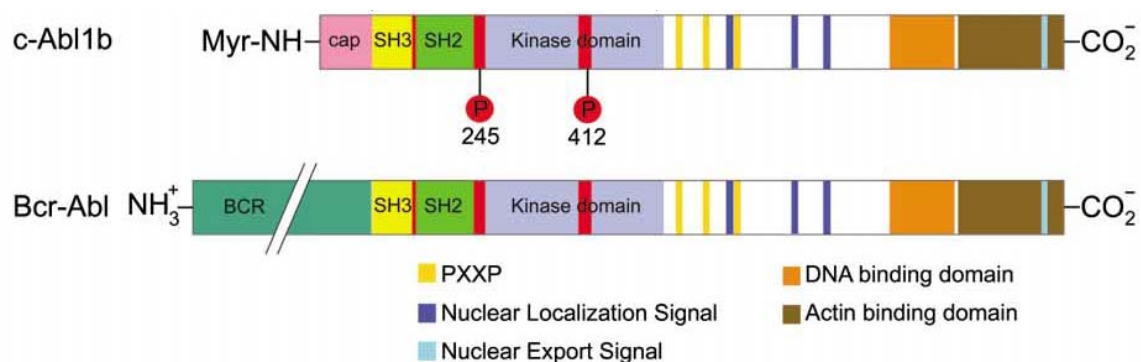 c-Abl1b Myr-NH cap SH3 SH2 Kinase domain CO₂⁻
P P
245 412
Bcr-Abl NH₃⁺ BCR SH3 SH2 Kinase domain CO₂⁻
PXXP DNA binding domain
Nuclear Localization Signal Actin binding domain
Nuclear Export Signal